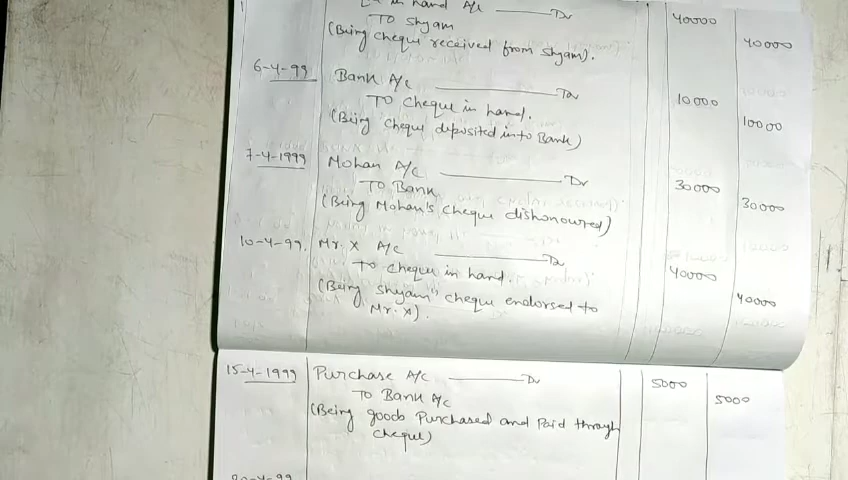 in hand A/c Dr 40000
TO Shyam 40000
(Being cheque received from Shyam).
6-4-99 Bank A/c Dr 10000
TO cheque in hand. 10000
(Being cheque deposited into Bank)
7-4-1999 Mohan A/c Dr 30000
TO Bank 30000
(Being Mohan's cheque dishonoured)
10-4-99. Mr. X A/c Dr 40000
TO cheque in hand. 40000
(Being Shyam's cheque endorsed to
Mr. X).
15-4-1999 Purchase A/c Dr 5000
TO Bank A/c 5000
(Being goods Purchased and Paid through
cheque)